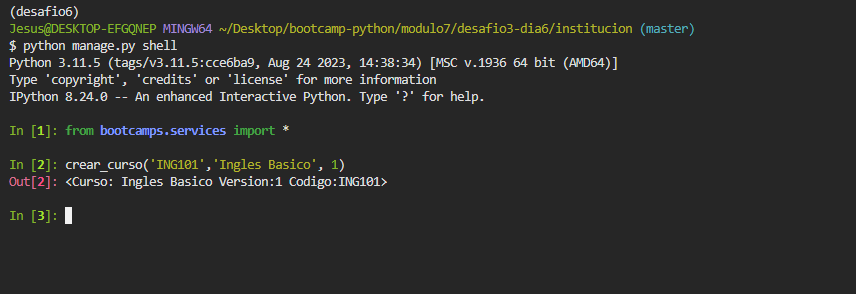 (desafio6)
Jesus@DESKTOP-EFGQNEP MINGW64 ~/Desktop/bootcamp-python/modulo7/desafio3-dia6/institucion (master)
$ python manage.py shell
Python 3.11.5 (tags/v3.11.5:cce6ba9, Aug 24 2023, 14:38:34) [MSC v.1936 64 bit (AMD64)]
Type 'copyright', 'credits' or 'license' for more information
IPython 8.24.0 -- An enhanced Interactive Python. Type '?' for help.
In [1]: from bootcamps.services import *
In [2]: crear_curso('ING101','Ingles Basico', 1)
Out[2]: <Curso: Ingles Basico Version:1 Codigo:ING101>
In [3]: